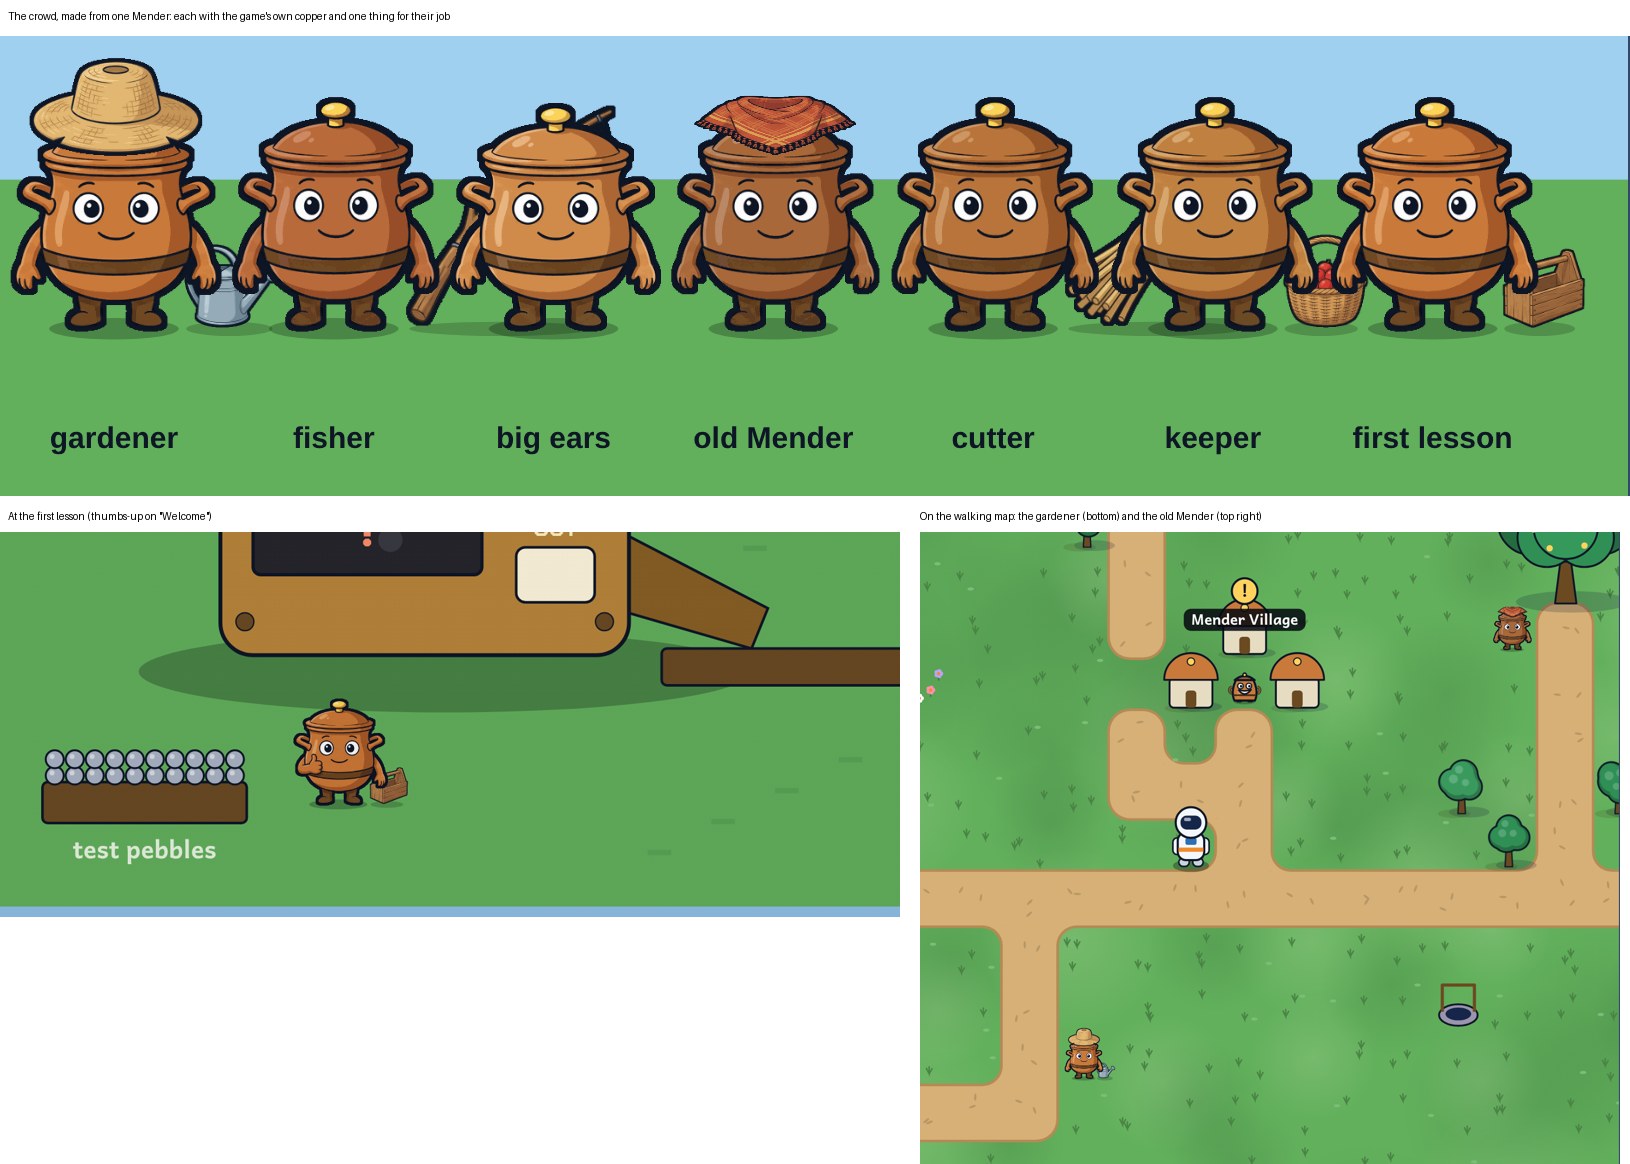 The crowd, made from one Mender: each with the game's own copper and one thing for their job
gardener fisher big ears old Mender cutter keeper first lesson
At the first lesson (thumbs-up on "Welcome")
On the walking map: the gardener (bottom) and the old Mender (top right)
!
Mender Village
test pebbles